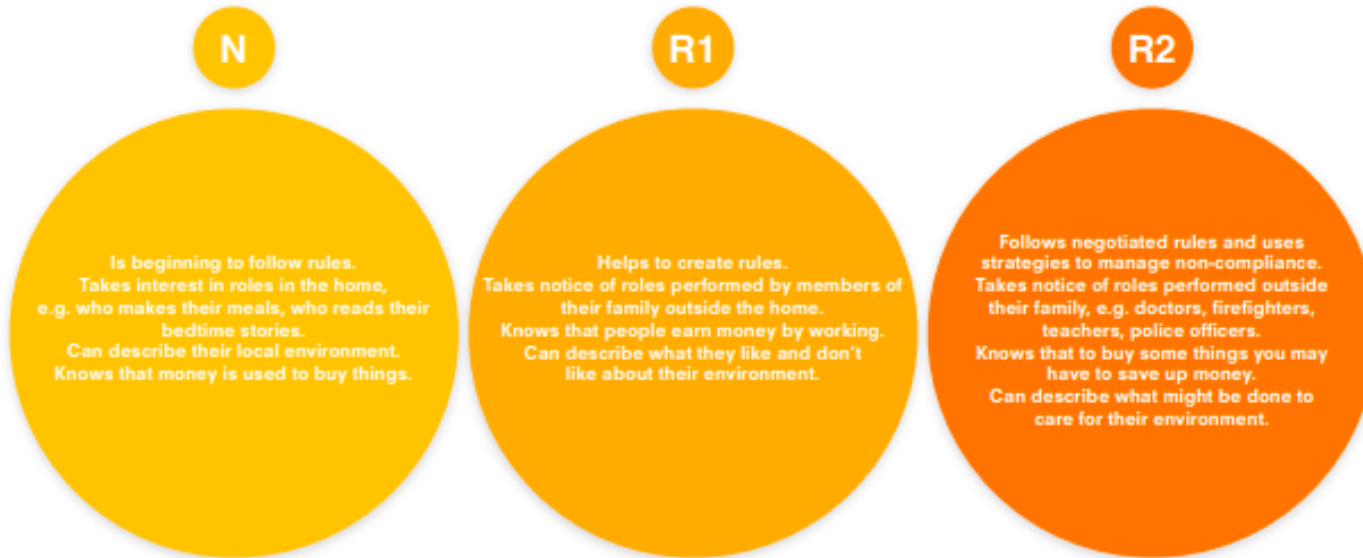 N
Is beginning to follow rules.
Takes interest in roles in the home,
e.g. who makes their meals, who reads their
bedtime stories.
Can describe their local environment.
Knows that money is used to buy things.
R1
Helps to create rules.
Takes notice of roles performed by members of
their family outside the home.
Knows that people earn money by working.
Can describe what they like and don't
like about their environment.
R2
Follows negotiated rules and uses
strategies to manage non-compliance.
Takes notice of roles performed outside
their family, e.g. doctors, firefighters,
teachers, police officers.
Knows that to buy some things you may
have to save up money.
Can describe what might be done to
care for their environment.